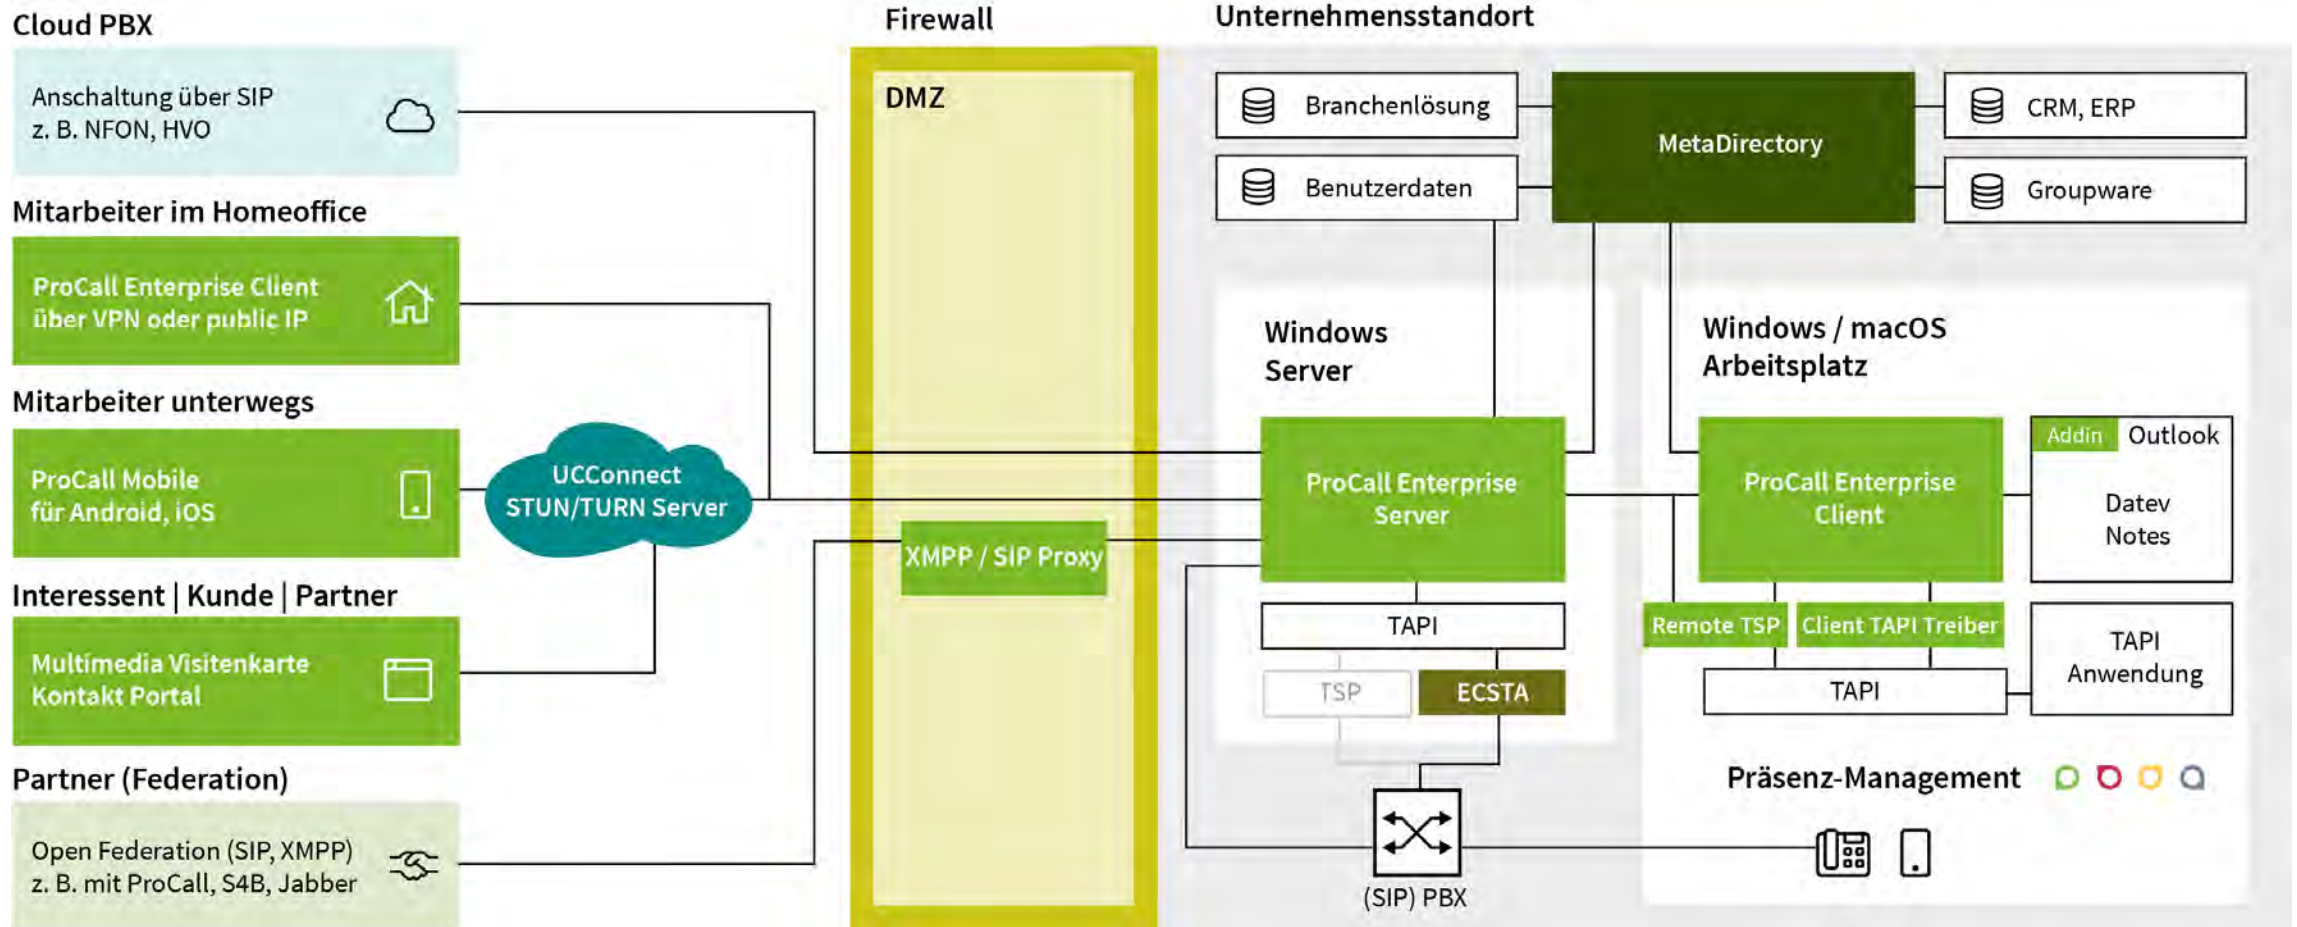 Cloud PBX
Anschaltung über SIP
z. B. NFON, HVO
Mitarbeiter im Homeoffice
ProCall Enterprise Client
über VPN oder public IP
Mitarbeiter unterwegs
ProCall Mobile
für Android, iOS
UCConnect
STUN/TURN Server
Interessent | Kunde | Partner
Multimedia Visitenkarte
Kontakt Portal
Partner (Federation)
Open Federation (SIP, XMPP)
z. B. mit ProCall, S4B, Jabber
Firewall
DMZ
XMPP / SIP Proxy
Unternehmensstandort
Branchenlösung
Benutzerdaten
MetaDirectory
CRM, ERP
Groupware
Windows
Server
ProCall Enterprise
Server
TAPI
TSP
ECSTA
(SIP) PBX
Windows / macOS
Arbeitsplatz
ProCall Enterprise
Client
Addin
Outlook
Datev
Notes
Remote TSP
Client TAPI Treiber
TAPI
TAPI
Anwendung
Präsenz-Management